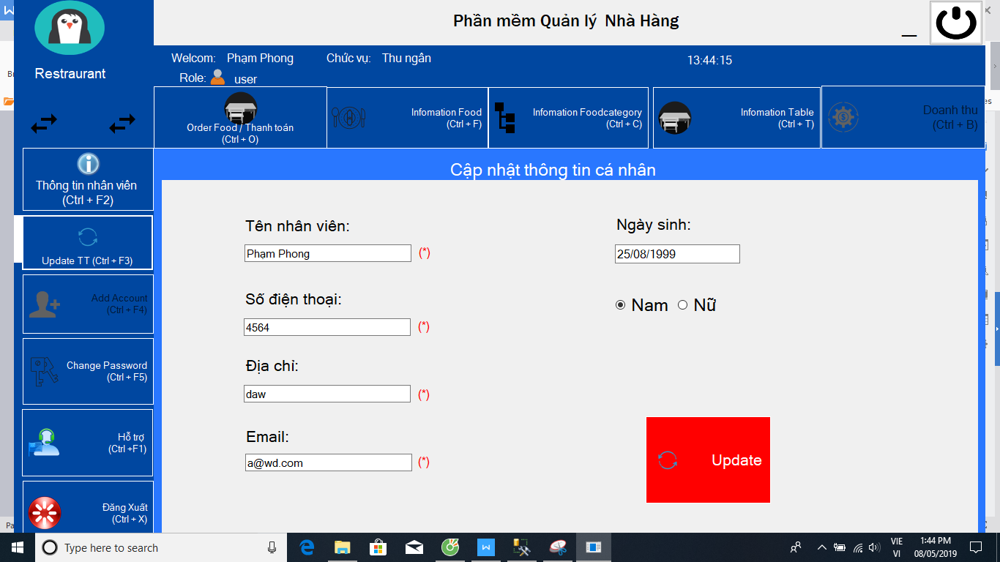 Phần mềm Quản lý Nhà Hàng
Restraurant
Welcom: Phạm Phong Chức vụ: Thu ngân 13:44:15
Role: user
Order Food / Thanh toán
(Ctrl + O)
Infomation Food
(Ctrl + F)
Infomation Foodcategory
(Ctrl + C)
Infomation Table
(Ctrl + T)
Doanh thu
(Ctrl + B)
Thông tin nhân viên
(Ctrl + F2)
Update TT (Ctrl + F3)
Add Account
(Ctrl + F4)
Change Password
(Ctrl + F5)
Hỗ trợ
(Ctrl +F1)
Đăng Xuất
(Ctrl + X)
Cập nhật thông tin cá nhân
Tên nhân viên:
Phạm Phong (*)
Số điện thoại:
4564 (*)
Địa chỉ:
daw (*)
Email:
a@wd.com (*)
Ngày sinh:
25/08/1999
Nam Nữ
Update
Type here to search
VIE
VI
1:44 PM
08/05/2019